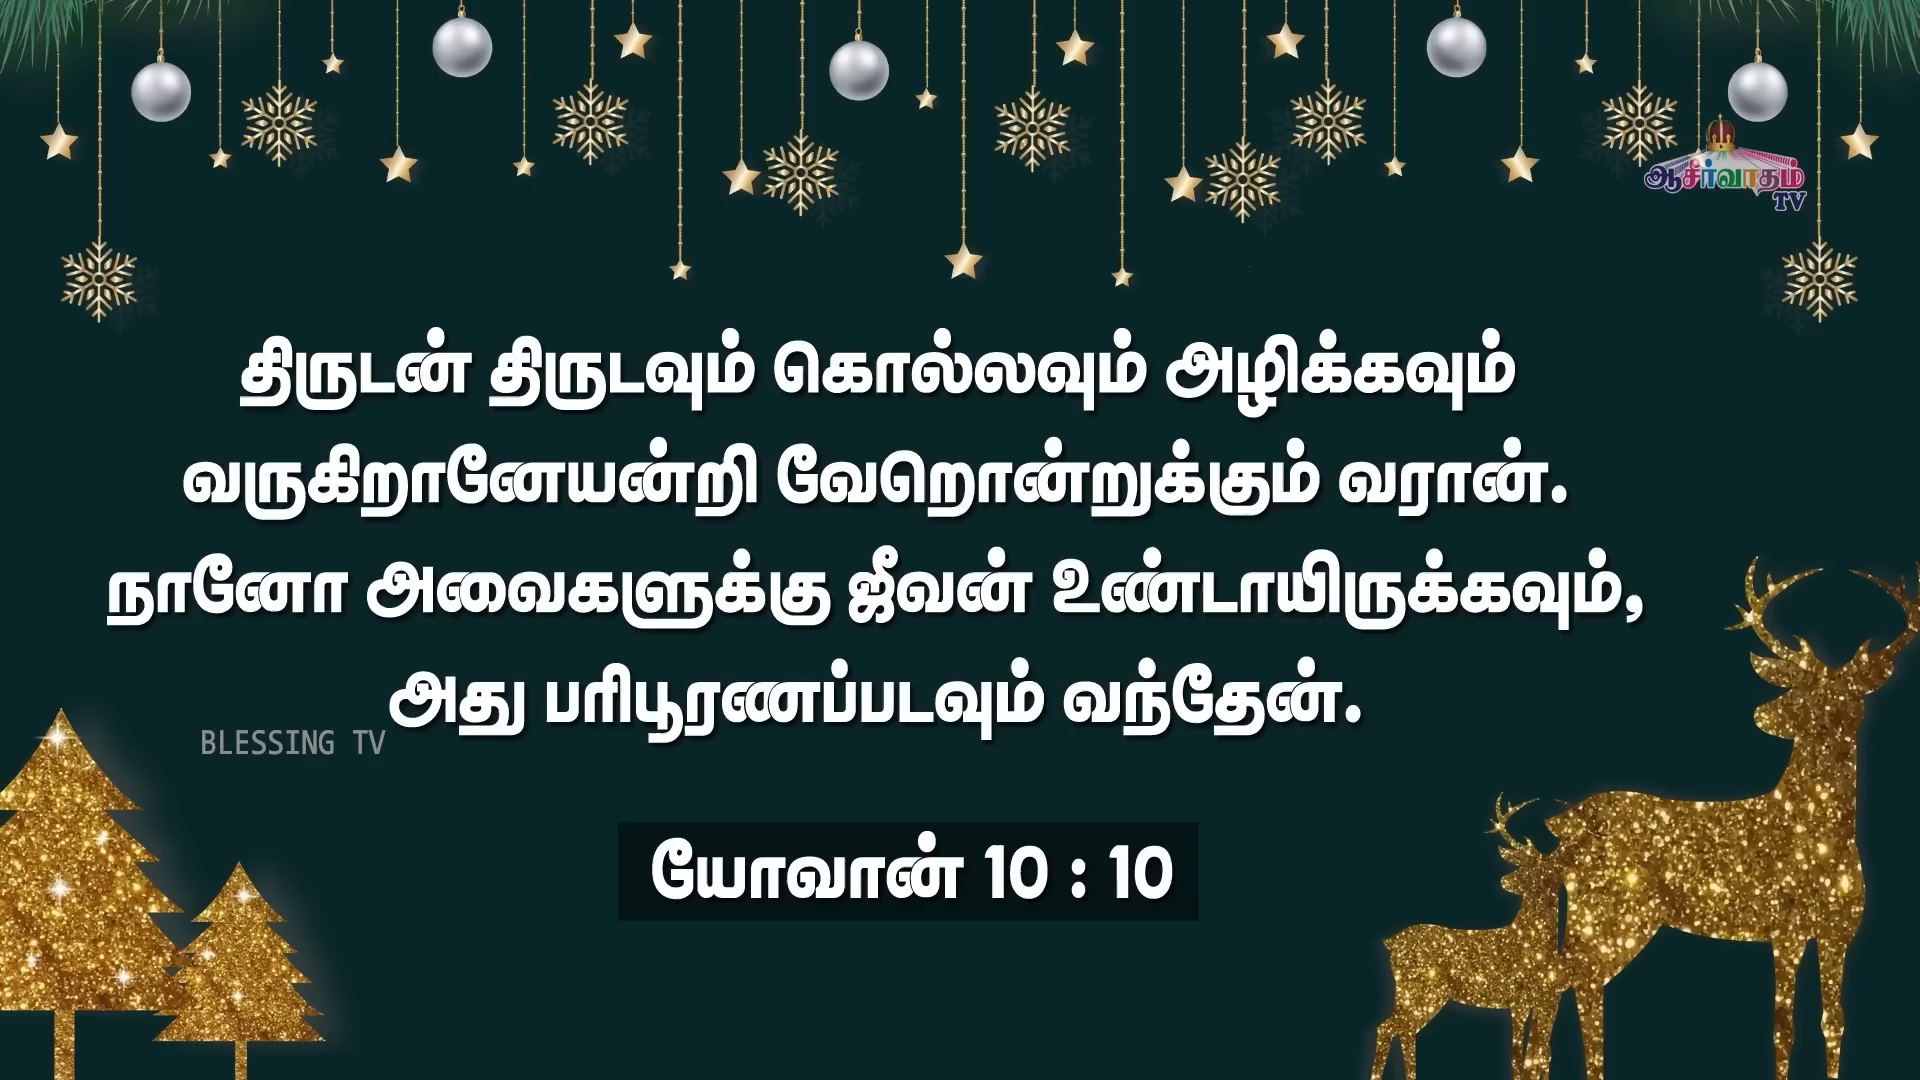 ஆசீர்வாதம்
TV
திருடன் திருடவும் கொல்லவும் அழிக்கவும்
வருகிறானேயன்றி வேறொன்றுக்கும் வரான்.
நானோ அவைகளுக்கு ஜீவன் உண்டாயிருக்கவும்,
அது பரிபூரணப்படவும் வந்தேன்.
BLESSING TV
யோவான் 10 : 10